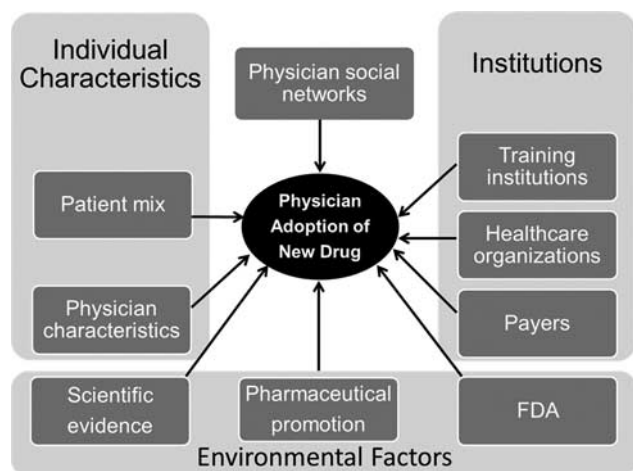 Individual
Characteristics
Patient mix
Physician
characteristics
Physician social
networks
Physician
Adoption of
New Drug
Institutions
Training
institutions
Healthcare
organizations
Payers
Scientific
evidence
Pharmaceutical
promotion
FDA
Environmental Factors